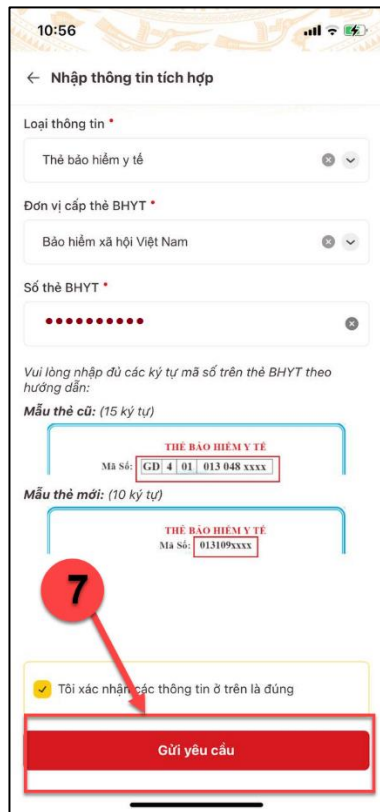 10:56
← Nhập thông tin tích hợp
Loại thông tin *
Thẻ bảo hiểm y tế
Đơn vị cấp thẻ BHYT *
Bảo hiểm xã hội Việt Nam
Số thẻ BHYT *
••••••••••
Vui lòng nhập đủ các ký tự mã số trên thẻ BHYT theo
hướng dẫn:
Mẫu thẻ cũ: (15 ký tự)
THẺ BẢO HIỂM Y TẾ
Mã Số: GD 4 01 013 048 xxxx
Mẫu thẻ mới: (10 ký tự)
THẺ BẢO HIỂM Y TẾ
Mã Số: 013109xxxx
7
Tôi xác nhận các thông tin ở trên là đúng
Gửi yêu cầu